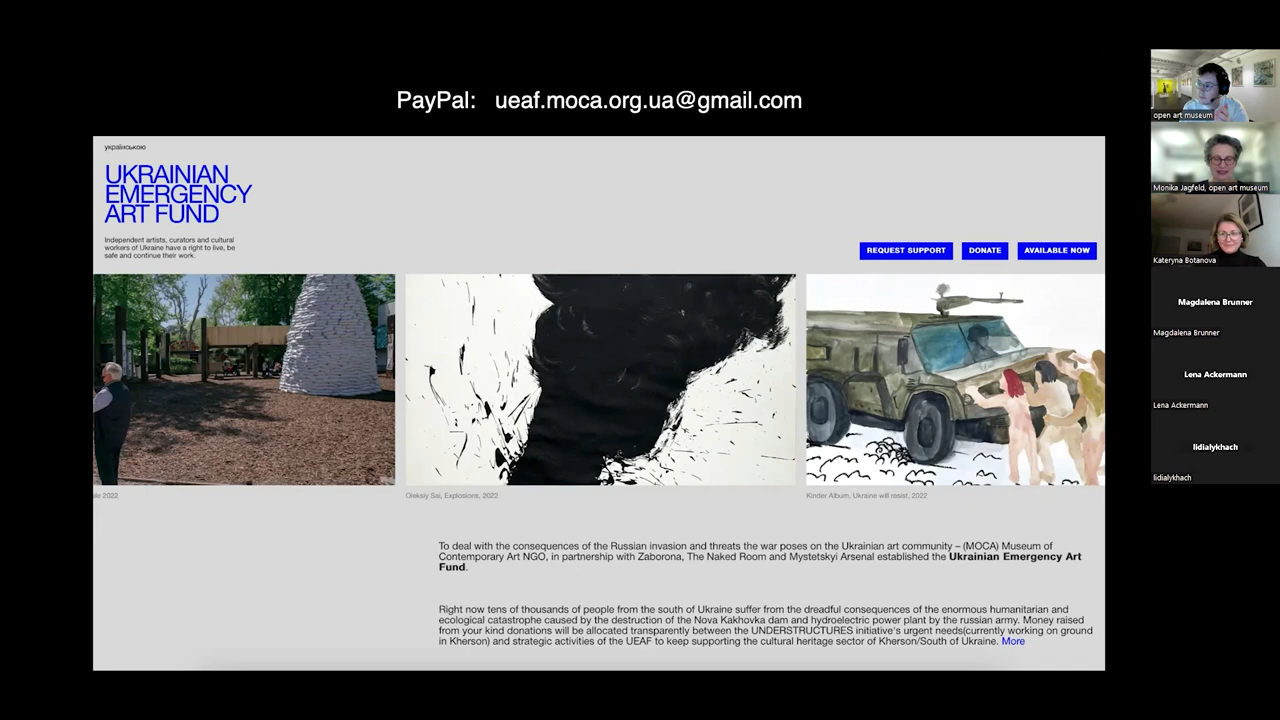 PayPal: ueaf.moca.org.ua@gmail.com
українською
UKRAINIAN
EMERGENCY
ART FUND
Independent artists, curators and cultural
workers of Ukraine have a right to live, be
safe and continue their work.
REQUEST SUPPORT
DONATE
AVAILABLE NOW
ale 2022
Oleksiy Sai, Explosions, 2022
Kinder Album, Ukraine will resist, 2022
To deal with the consequences of the Russian invasion and threats the war poses on the Ukrainian art community – (MOCA) Museum of
Contemporary Art NGO, in partnership with Zaborona, The Naked Room and Mystetskyi Arsenal established the Ukrainian Emergency Art
Fund.
Right now tens of thousands of people from the south of Ukraine suffer from the dreadful consequences of the enormous humanitarian and
ecological catastrophe caused by the destruction of the Nova Kakhovka dam and hydroelectric power plant by the russian army. Money raised
from your kind donations will be allocated transparently between the UNDERSTRUCTURES initiative's urgent needs(currently working on ground
in Kherson) and strategic activities of the UEAF to keep supporting the cultural heritage sector of Kherson/South of Ukraine. More
open art museum
Monika Jagfeld, open art museum
Kateryna Botanova
Magdalena Brunner
Magdalena Brunner
Lena Ackermann
Lena Ackermann
lidialykhach
lidialykhach